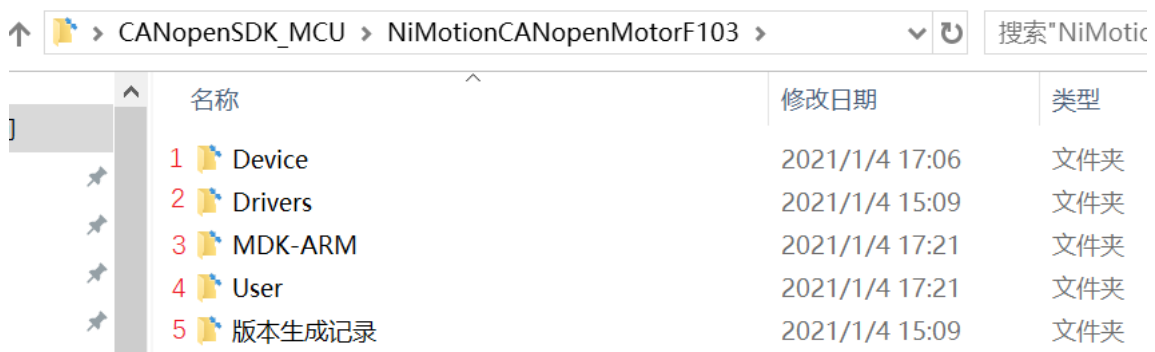 CANopenSDK_MCU > NiMotionCANopenMotorF103 > 搜索"NiMotic
名称 修改日期 类型
1 Device 2021/1/4 17:06 文件夹
2 Drivers 2021/1/4 15:09 文件夹
3 MDK-ARM 2021/1/4 17:21 文件夹
4 User 2021/1/4 17:21 文件夹
5 版本生成记录 2021/1/4 15:09 文件夹